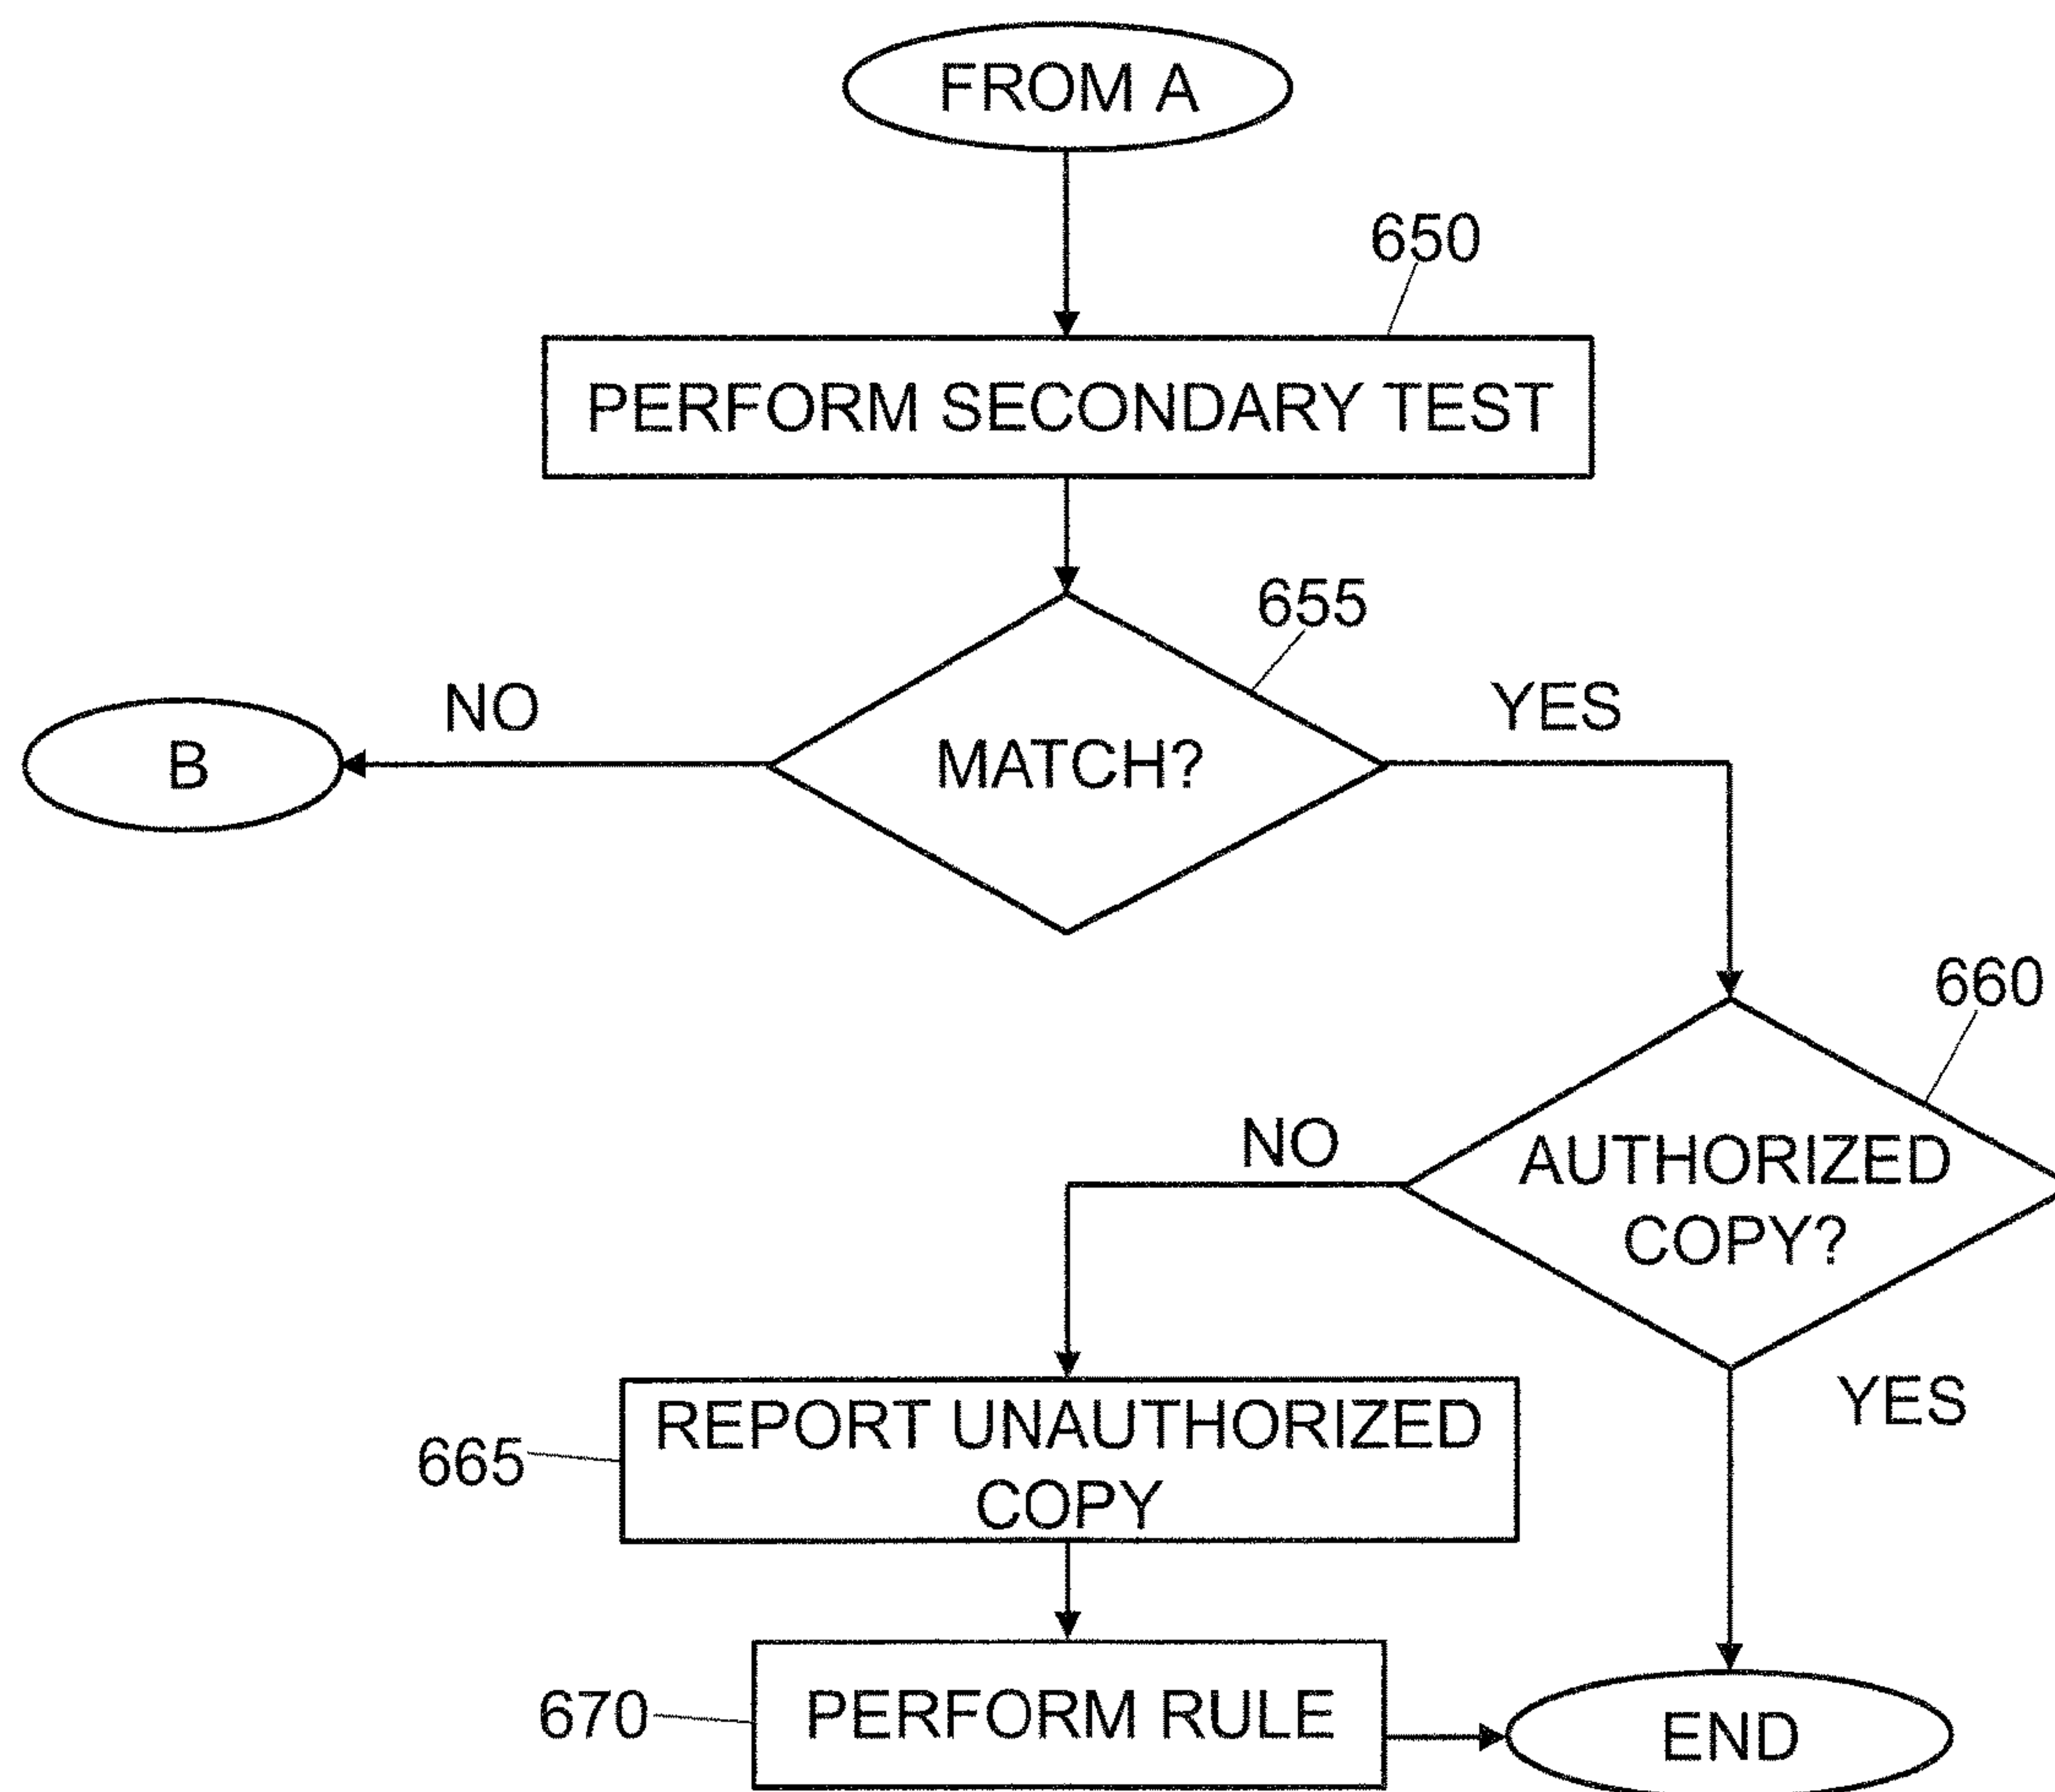 FROM A
650
PERFORM SECONDARY TEST
655
NO
YES
B
MATCH?
660
NO
AUTHORIZED
COPY?
YES
REPORT UNAUTHORIZED
COPY
665
670
PERFORM RULE
END